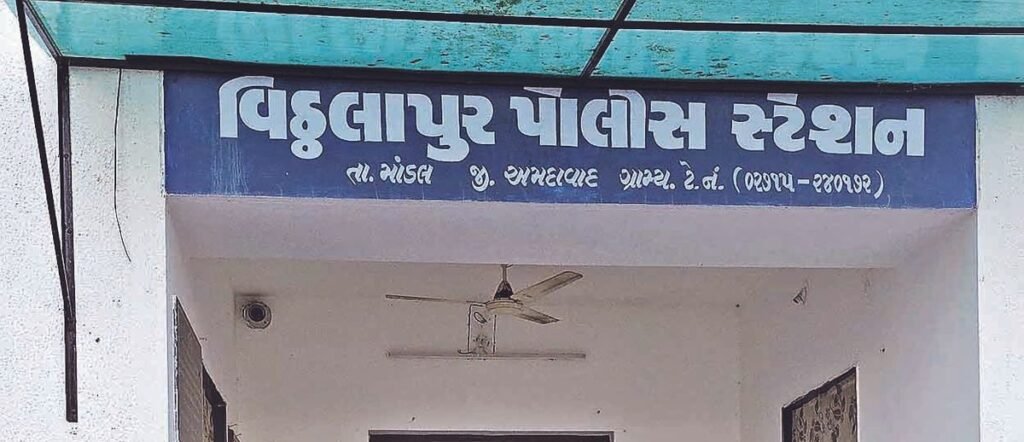 વિઠ્ઠલાપુર પોલીસ સ્ટેશન
તા. માંડલ જી. અમદાવાદ ગ્રામ્ય. ટે. નં. (૦૨૭૧૫-૨૪૦૧૭૨)